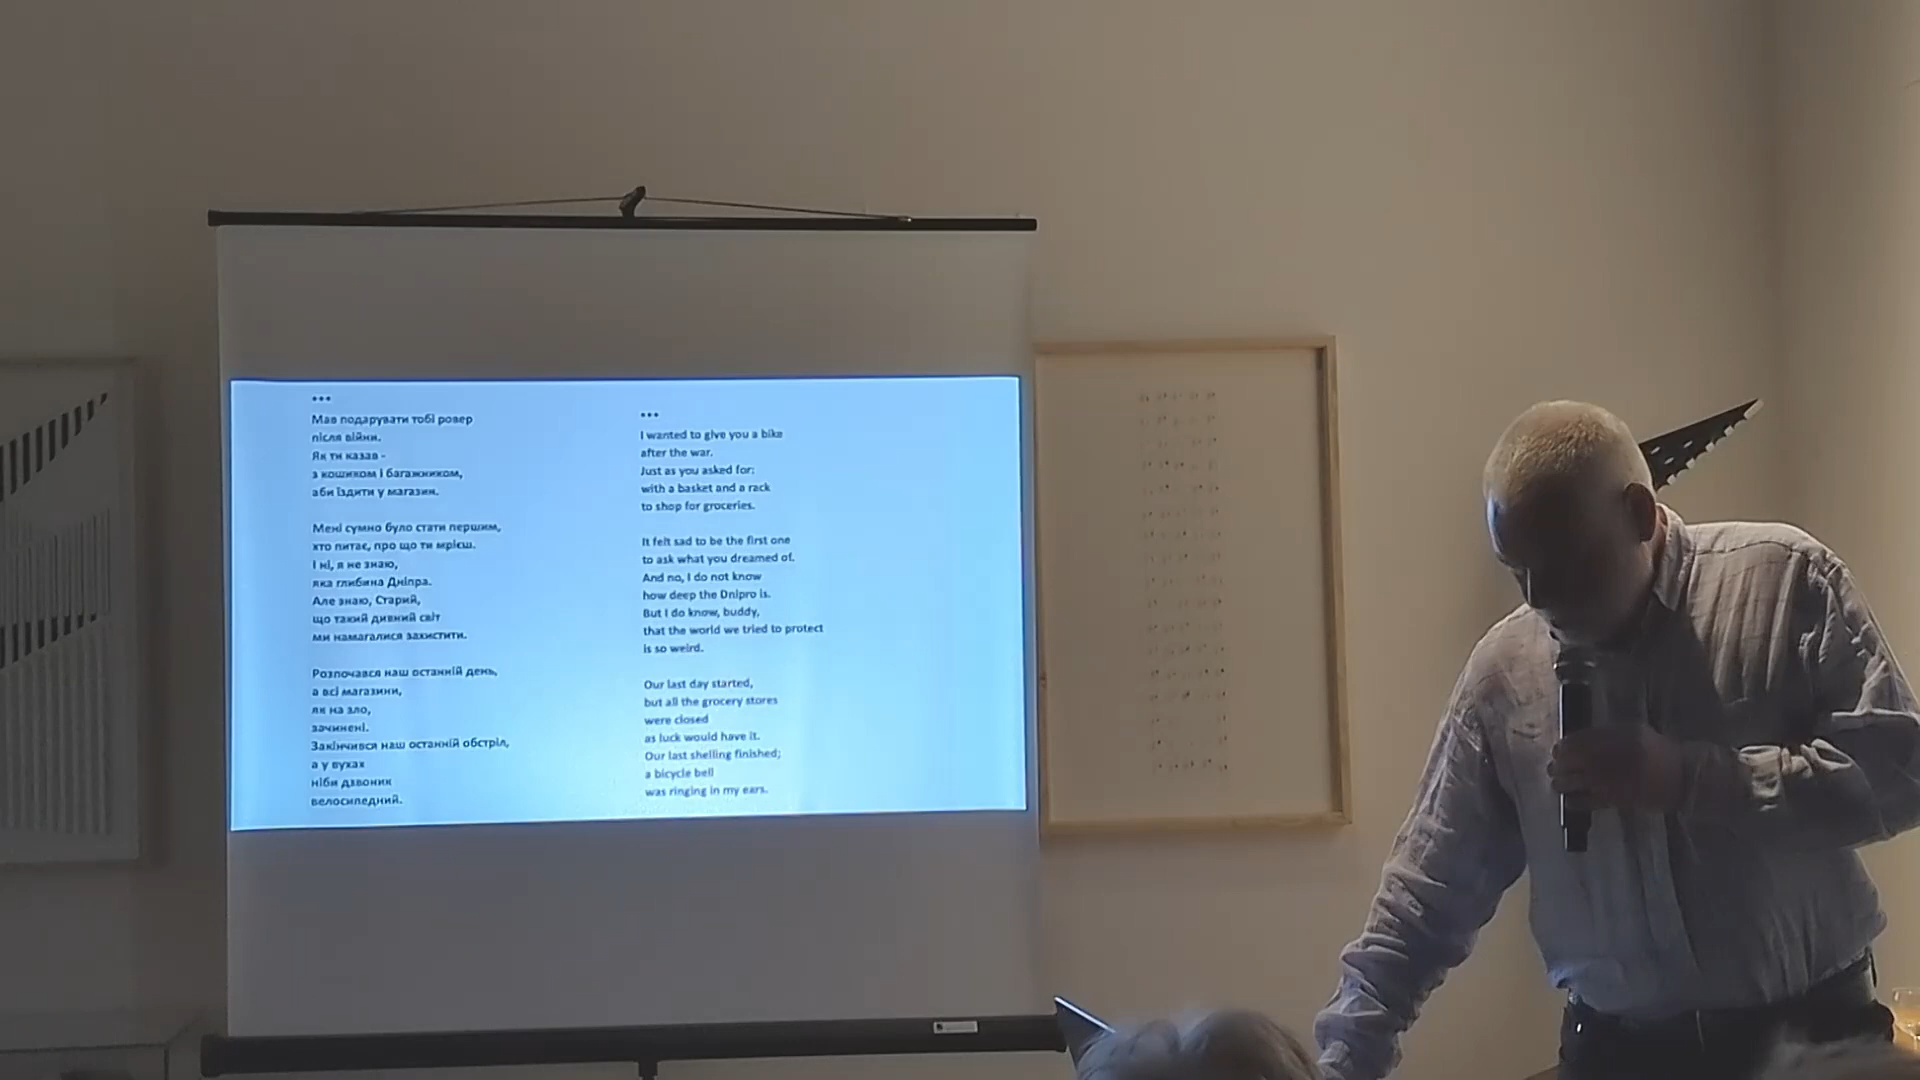 ***
Мав подарувати тобі ровер
після війни.
Як ти казав -
з кошиком і багажником,
аби їздити у магазин.
Мені сумно було стати першим,
хто питає, про що ти мрієш.
І ні, я не знаю,
яка глибина Дніпра.
Але знаю, Старий,
що такий дивний світ
ми намагалися захистити.
Розпочався наш останній день,
а всі магазини,
як на зло,
зачинені.
Закінчився наш останній обстріл,
а у вухах
ніби дзвоник
велосипедний.
***
I wanted to give you a bike
after the war.
Just as you asked for:
with a basket and a rack
to shop for groceries.
It felt sad to be the first one
to ask what you dreamed of.
And no, I do not know
how deep the Dnipro is.
But I do know, buddy,
that the world we tried to protect
is so weird.
Our last day started,
but all the grocery stores
were closed
as luck would have it.
Our last shelling finished;
a bicycle bell
was ringing in my ears.